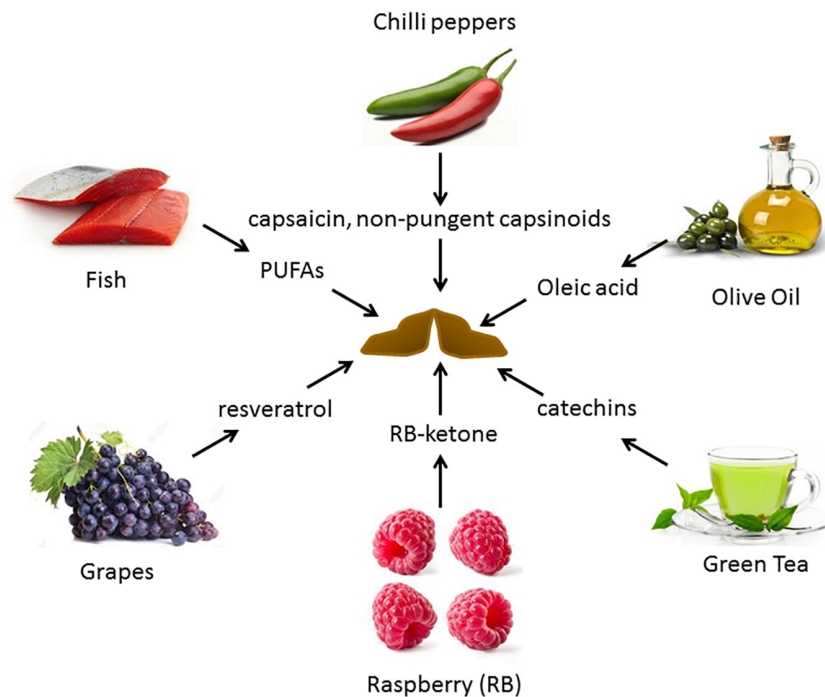 Chilli peppers
capsaicin, non-pungent capsinoids
Fish
PUFAs
Oleic acid
Olive Oil
resveratrol
RB-ketone
catechins
Grapes
Green Tea
Raspberry (RB)